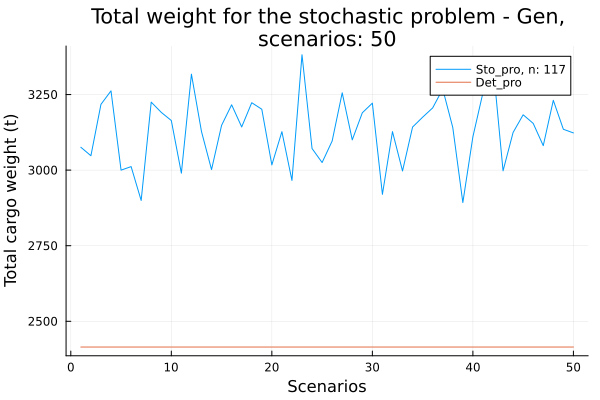 Total weight for the stochastic problem - Gen,
scenarios: 50
Sto_pro, n: 117
Det_pro
Total cargo weight (t)
3250
3000
2750
2500
0
10
20
30
40
50
Scenarios